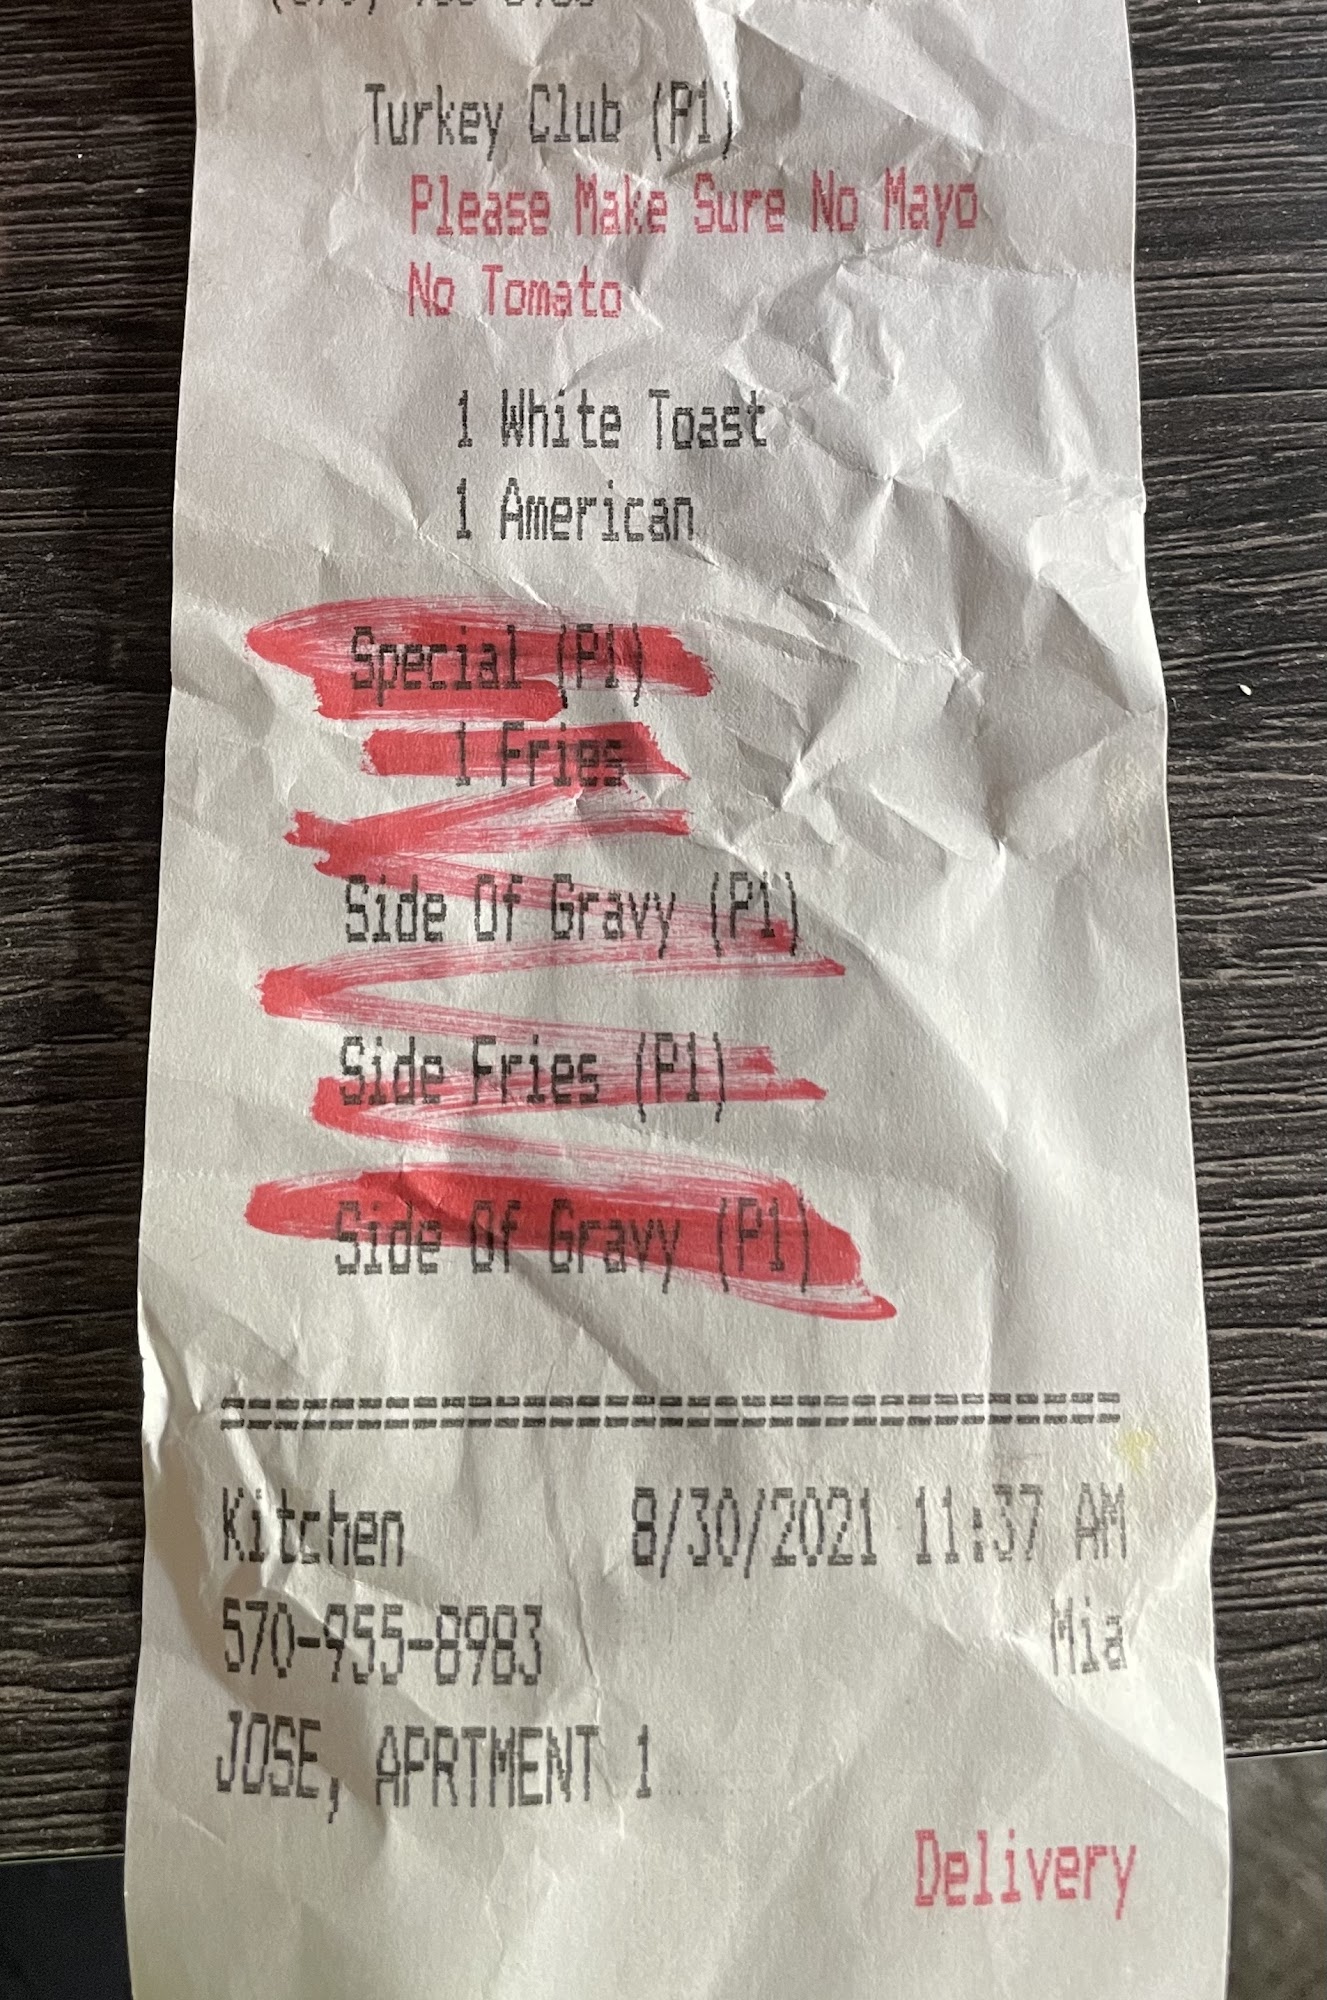 Turkey Club (P1)
Please Make Sure No Mayo
No Tomato
1 White Toast
1 American
Special (P1)
1 Fries
Side Of Gravy (P1)
Side Fries (P1)
Side Of Gravy (P1)
================================
Kitchen 8/30/2021 11:37 AM
570-955-8983 Mia
JOSE, APRTMENT 1
Delivery